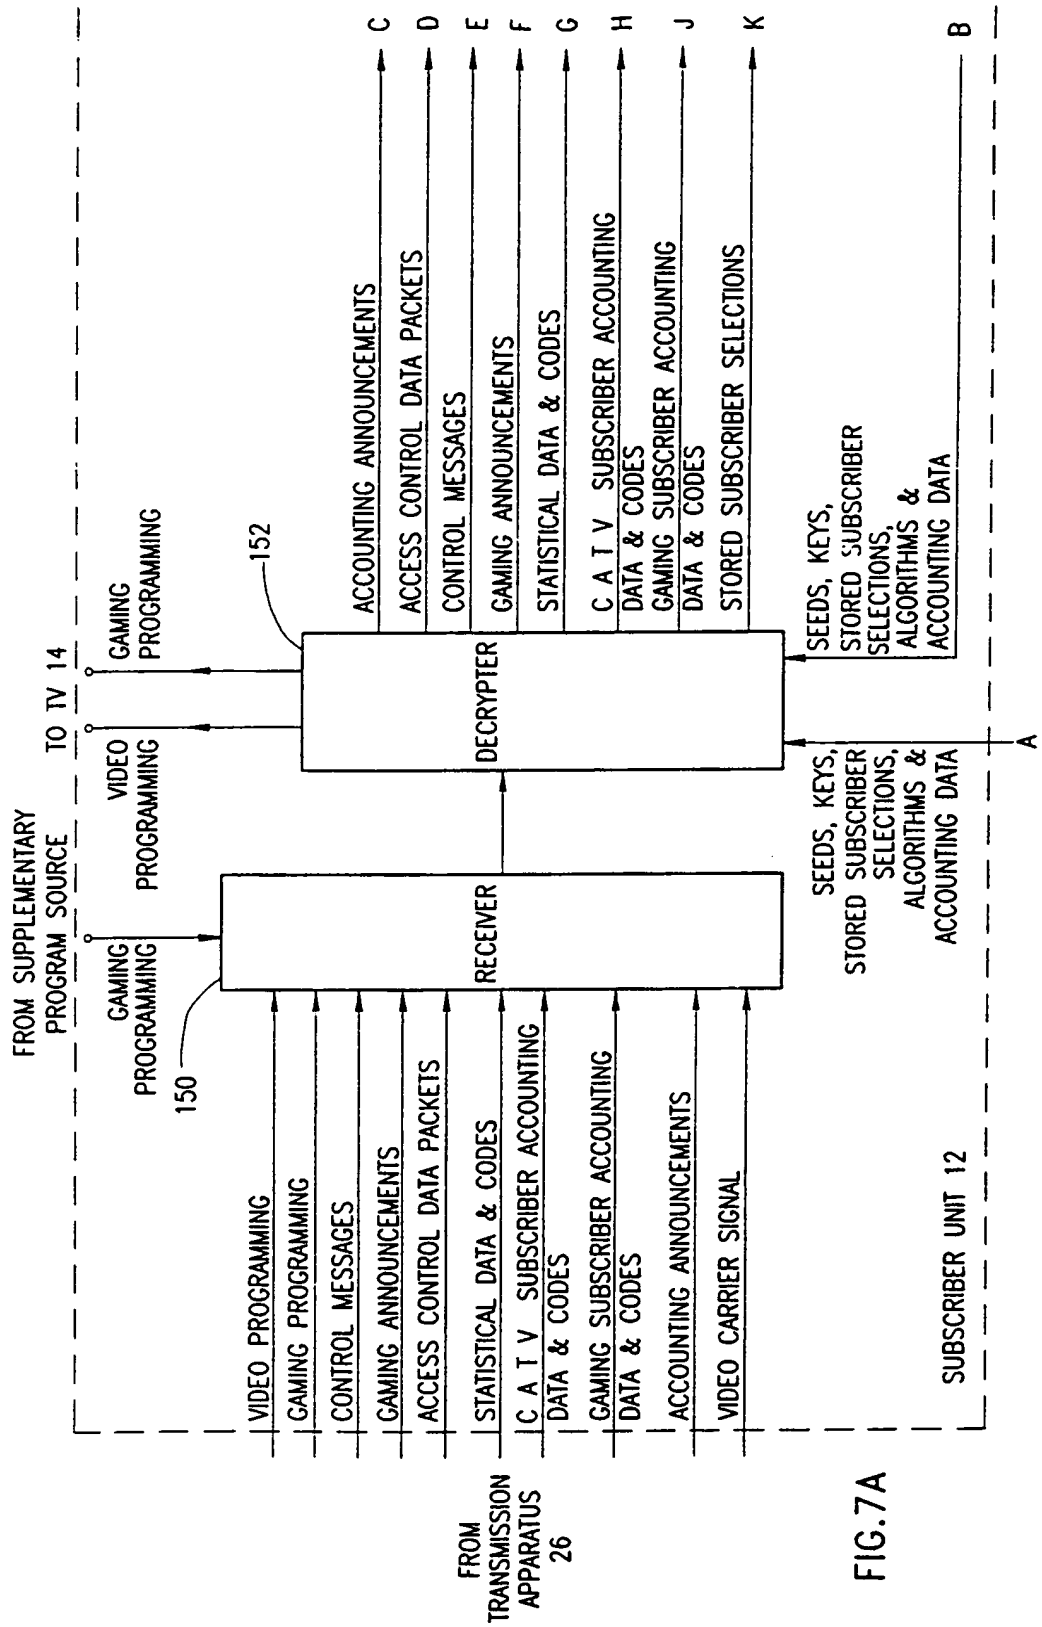 FROM SUPPLEMENTARY
PROGRAM SOURCE
TO TV 14
GAMING
PROGRAMMING
VIDEO
PROGRAMMING
GAMING
PROGRAMMING
150
152
FROM
TRANSMISSION
APPARATUS
26
VIDEO PROGRAMMING
GAMING PROGRAMMING
CONTROL MESSAGES
GAMING ANNOUNCEMENTS
ACCESS CONTROL DATA PACKETS
STATISTICAL DATA & CODES
C A T V SUBSCRIBER ACCOUNTING
DATA & CODES
GAMING SUBSCRIBER ACCOUNTING
DATA & CODES
ACCOUNTING ANNOUNCEMENTS
VIDEO CARRIER SIGNAL
RECEIVER
DECRYPTER
ACCOUNTING ANNOUNCEMENTS
C
ACCESS CONTROL DATA PACKETS
D
CONTROL MESSAGES
E
GAMING ANNOUNCEMENTS
F
STATISTICAL DATA & CODES
G
C A T V SUBSCRIBER ACCOUNTING
DATA & CODES
H
GAMING SUBSCRIBER ACCOUNTING
DATA & CODES
J
STORED SUBSCRIBER SELECTIONS
K
SEEDS, KEYS,
STORED SUBSCRIBER
SELECTIONS,
ALGORITHMS &
ACCOUNTING DATA
A
SEEDS, KEYS,
STORED SUBSCRIBER
SELECTIONS,
ALGORITHMS &
ACCOUNTING DATA
B
SUBSCRIBER UNIT 12
FIG.7A